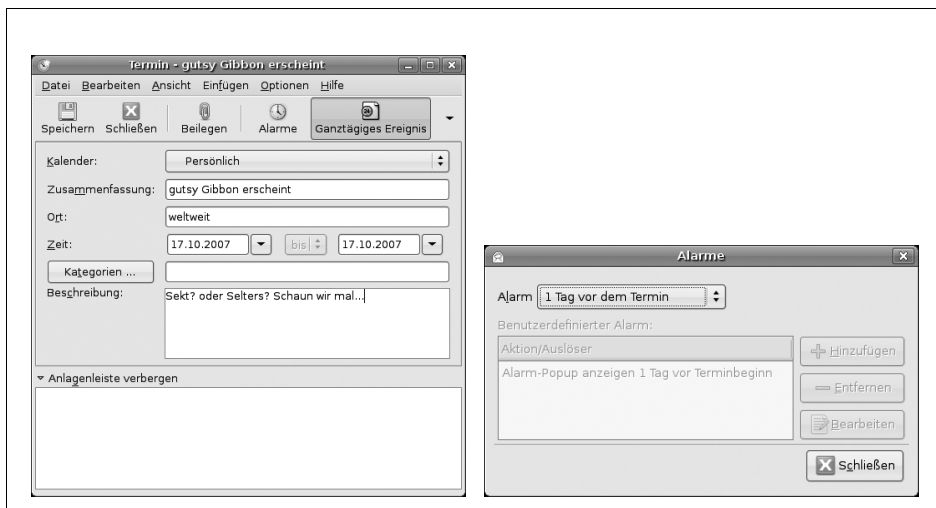 Termin - gutsy Gibbon erscheint
Datei Bearbeiten Ansicht Einfügen Optionen Hilfe
Speichern Schließen Beilegen Alarme Ganztägiges Ereignis
Kalender: Persönlich
Zusammenfassung: gutsy Gibbon erscheint
Ort: weltweit
Zeit: 17.10.2007 bis 17.10.2007
Kategorien ...
Beschreibung: Sekt? oder Selters? Schaun wir mal...
Anlagenleiste verbergen
Alarme
Alarm 1 Tag vor dem Termin
Benutzerdefinierter Alarm:
Aktion/Auslöser
Hinzufügen
Alarm-Popup anzeigen 1 Tag vor Terminbeginn
Entfernen
Bearbeiten
Schließen